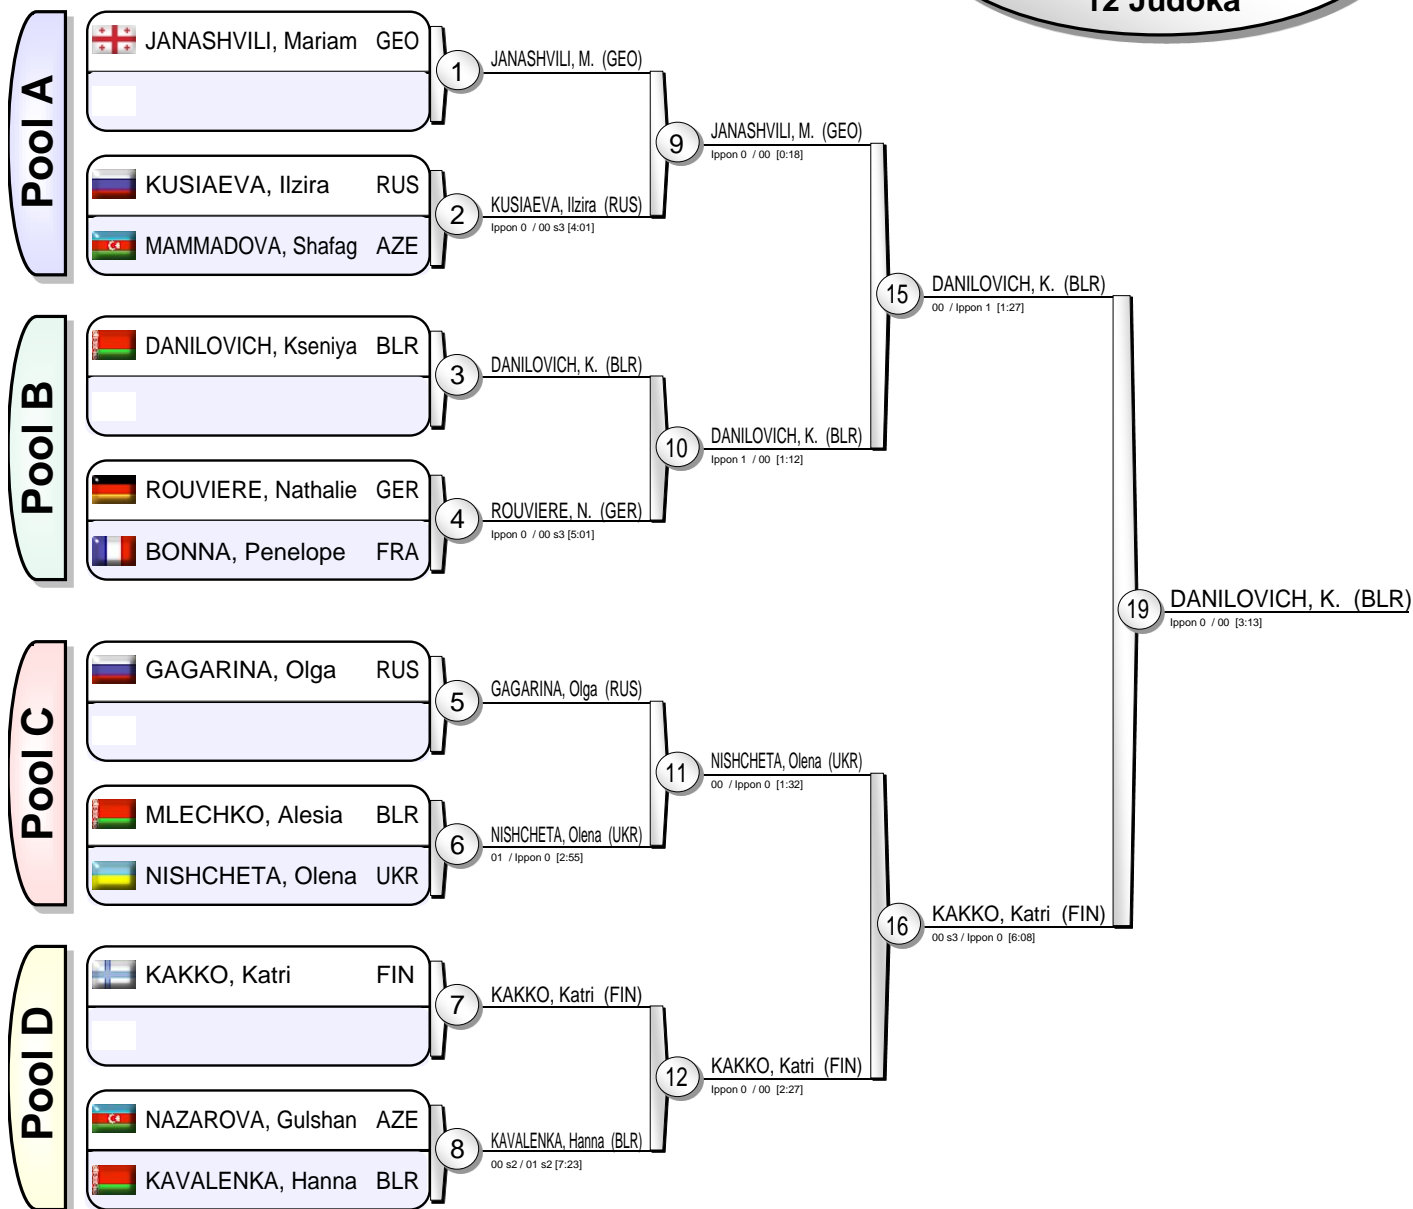 12 Judoka
Pool A
JANASHVILI, Mariam GEO
1
JANASHVILI, M. (GEO)
KUSIAEVA, Ilzira RUS
MAMMADOVA, Shafag AZE
2
KUSIAEVA, Ilzira (RUS)
Ippon 0 / 00 s3 [4:01]
9
JANASHVILI, M. (GEO)
Ippon 0 / 00 [0:18]
Pool B
DANILOVICH, Kseniya BLR
3
DANILOVICH, K. (BLR)
ROUVIERE, Nathalie GER
BONNA, Penelope FRA
4
ROUVIERE, N. (GER)
Ippon 0 / 00 s3 [5:01]
10
DANILOVICH, K. (BLR)
Ippon 1 / 00 [1:12]
15
DANILOVICH, K. (BLR)
00 / Ippon 1 [1:27]
Pool C
GAGARINA, Olga RUS
5
GAGARINA, Olga (RUS)
MLECHKO, Alesia BLR
NISHCHETA, Olena UKR
6
NISHCHETA, Olena (UKR)
01 / Ippon 0 [2:55]
11
NISHCHETA, Olena (UKR)
00 / Ippon 0 [1:32]
Pool D
KAKKO, Katri FIN
7
KAKKO, Katri (FIN)
NAZAROVA, Gulshan AZE
KAVALENKA, Hanna BLR
8
KAVALENKA, Hanna (BLR)
00 s2 / 01 s2 [7:23]
12
KAKKO, Katri (FIN)
Ippon 0 / 00 [2:27]
16
KAKKO, Katri (FIN)
00 s3 / Ippon 0 [6:08]
19
DANILOVICH, K. (BLR)
Ippon 0 / 00 [3:13]